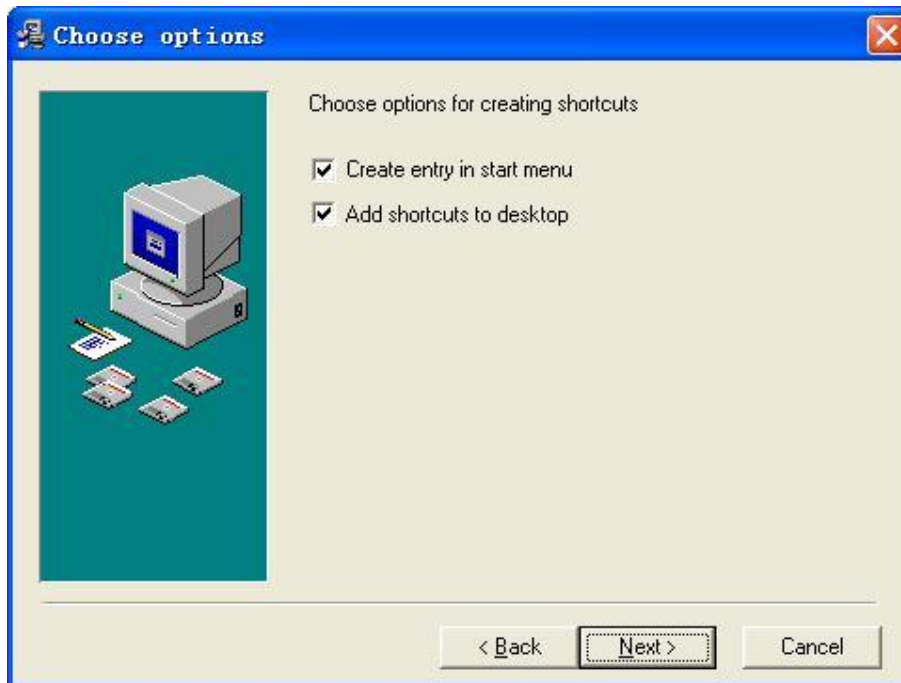 Choose options
Choose options for creating shortcuts
Create entry in start menu
Add shortcuts to desktop
< Back
Next >
Cancel